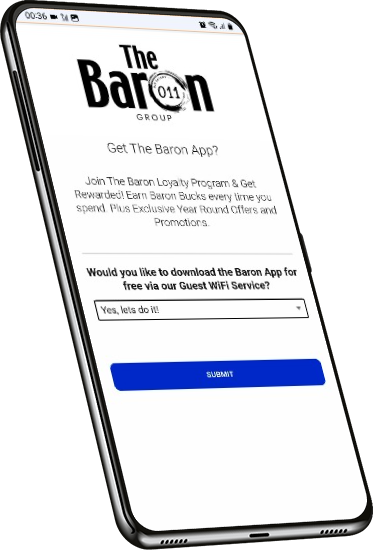 00:36
The
Baron
011
GROUP
Get The Baron App?
Join The Baron Loyalty Program & Get
Rewarded! Earn Baron Bucks every time you
spend. Plus Exclusive Year Round Offers and
Promotions.
Would you like to download the Baron App for
free via our Guest WiFi Service?
Yes, lets do it!
SUBMIT